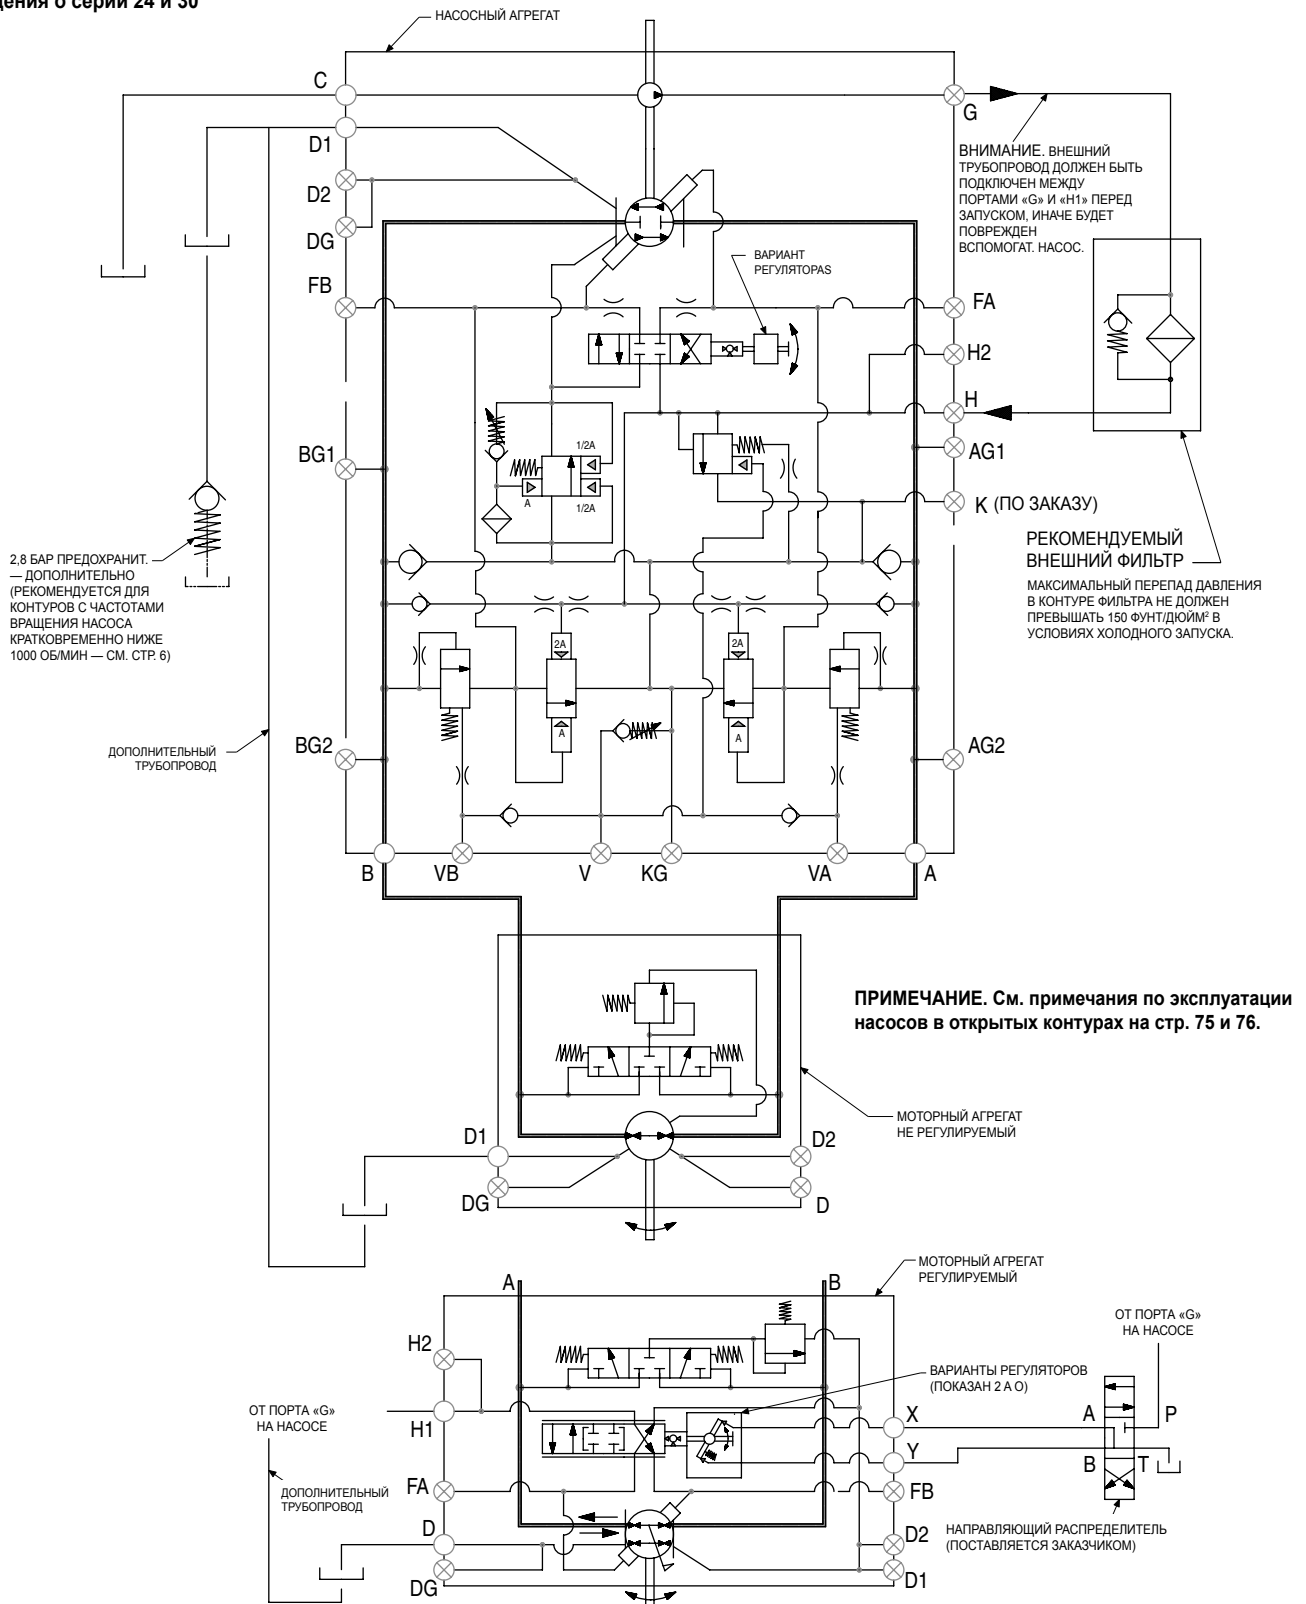 дения о серии 24 и 30
НАСОСНЫЙ АГРЕГАТ
C
G
D1
D2
DG
FB
ВНИМАНИЕ. ВНЕШНИЙ
ТРУБОПРОВОД ДОЛЖЕН БЫТЬ
ПОДКЛЮЧЕН МЕЖДУ
ПОРТАМИ «G» И «H1» ПЕРЕД
ЗАПУСКОМ, ИНАЧЕ БУДЕТ
ПОВРЕЖДЕН
ВСПОМОГАТ. НАСОС.
ВАРИАНТ
РЕГУЛЯТОРАS
FA
H2
H
BG1
AG1
1/2A
A
1/2A
K (ПО ЗАКАЗУ)
РЕКОМЕНДУЕМЫЙ
ВНЕШНИЙ ФИЛЬТР
МАКСИМАЛЬНЫЙ ПЕРЕПАД ДАВЛЕНИЯ
В КОНТУРЕ ФИЛЬТРА НЕ ДОЛЖЕН
ПРЕВЫШАТЬ 150 ФУНТ/ДЮЙМ² В
УСЛОВИЯХ ХОЛОДНОГО ЗАПУСКА.
2,8 БАР ПРЕДОХРАНИТ.
— ДОПОЛНИТЕЛЬНО
(РЕКОМЕНДУЕТСЯ ДЛЯ
КОНТУРОВ С ЧАСТОТАМИ
ВРАЩЕНИЯ НАСОСА
КРАТКОВРЕМЕННО НИЖЕ
1000 ОБ/МИН — СМ. СТР. 6)
2A
2A
A
A
ДОПОЛНИТЕЛЬНЫЙ
ТРУБОПРОВОД
BG2
AG2
B
VB
V
KG
VA
A
ПРИМЕЧАНИЕ. См. примечания по эксплуатации
насосов в открытых контурах на стр. 75 и 76.
МОТОРНЫЙ АГРЕГАТ
НЕ РЕГУЛИРУЕМЫЙ
D1
D2
DG
D
МОТОРНЫЙ АГРЕГАТ
РЕГУЛИРУЕМЫЙ
A
B
ОТ ПОРТА «G»
НА НАСОСЕ
H2
ВАРИАНТЫ РЕГУЛЯТОРОВ
(ПОКАЗАН 2 A O)
ОТ ПОРТА «G»
НА НАСОСЕ
H1
X
A
P
Y
B
T
ДОПОЛНИТЕЛЬНЫЙ
ТРУБОПРОВОД
FA
FB
D
D2
НАПРАВЛЯЮЩИЙ РАСПРЕДЕЛИТЕЛЬ
(ПОСТАВЛЯЕТСЯ ЗАКАЗЧИКОМ)
DG
D1